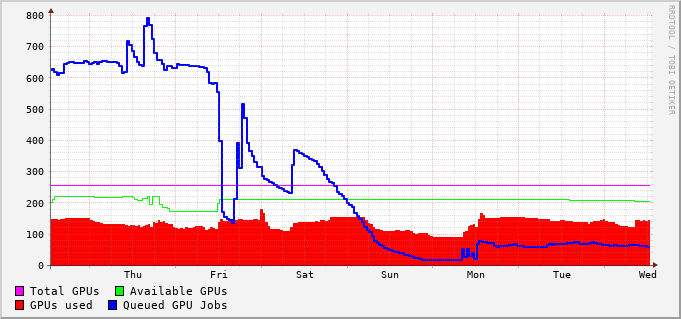 800
700
600
500
400
300
200
100
0
Thu Fri Sat Sun Mon Tue Wed
Total GPUs Available GPUs
GPUs used Queued GPU Jobs
RRDTOOL / TOBI OETIKER